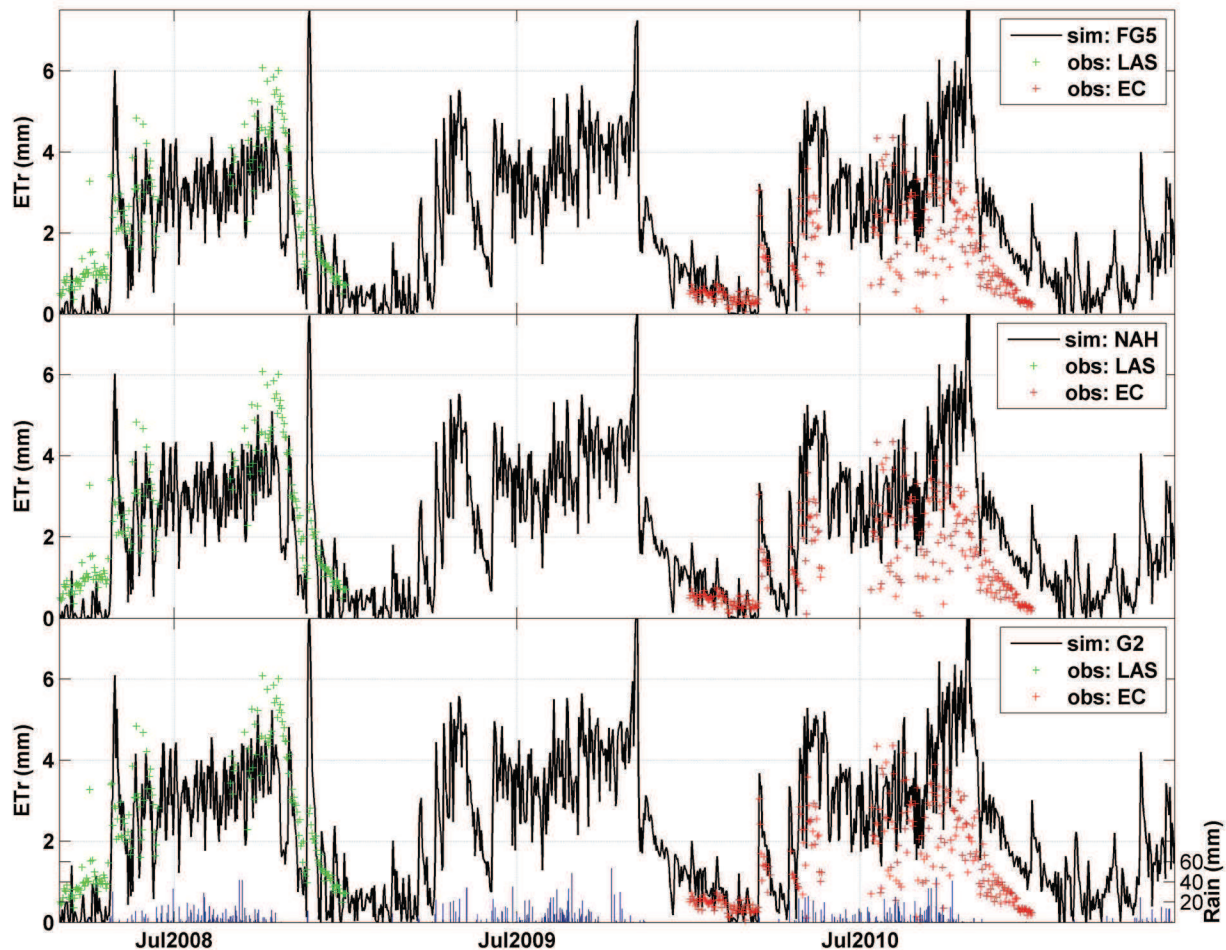 ETr (mm)
6
4
2
0
sim: FG5
obs: LAS
obs: EC
ETr (mm)
6
4
2
0
sim: NAH
obs: LAS
obs: EC
ETr (mm)
6
4
2
0
sim: G2
obs: LAS
obs: EC
60
40
20
Rain (mm)
Jul2008
Jul2009
Jul2010